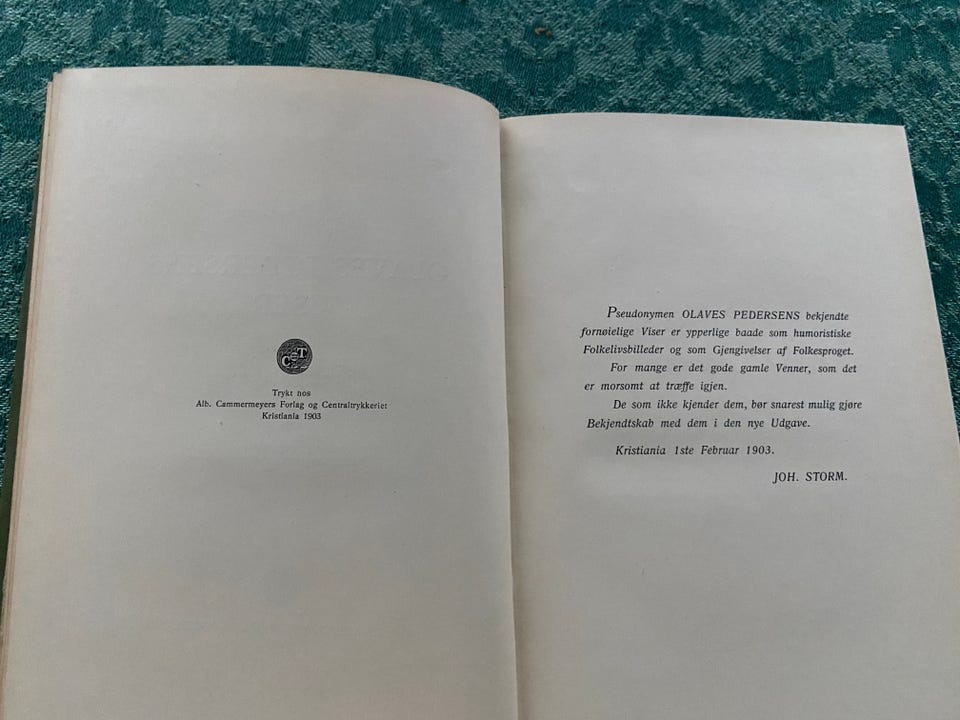 C&T
Trykt nos
Alb. Cammermeyers Forlag og Centraltrykkeriet
Kristiania 1903
Pseudonymen OLAVES PEDERSENS bekjendte
fornøielige Viser er ypperlige baade som humoristiske
Folkelivsbilleder og som Gjengivelser af Folkesproget.
For mange er det gode gamle Venner, som det
er morsomt at træffe igjen.
De som ikke kjender dem, bør snarest mulig gjøre
Bekjendtskab med dem i den nye Udgave.
Kristiania 1ste Februar 1903.
JOH. STORM.